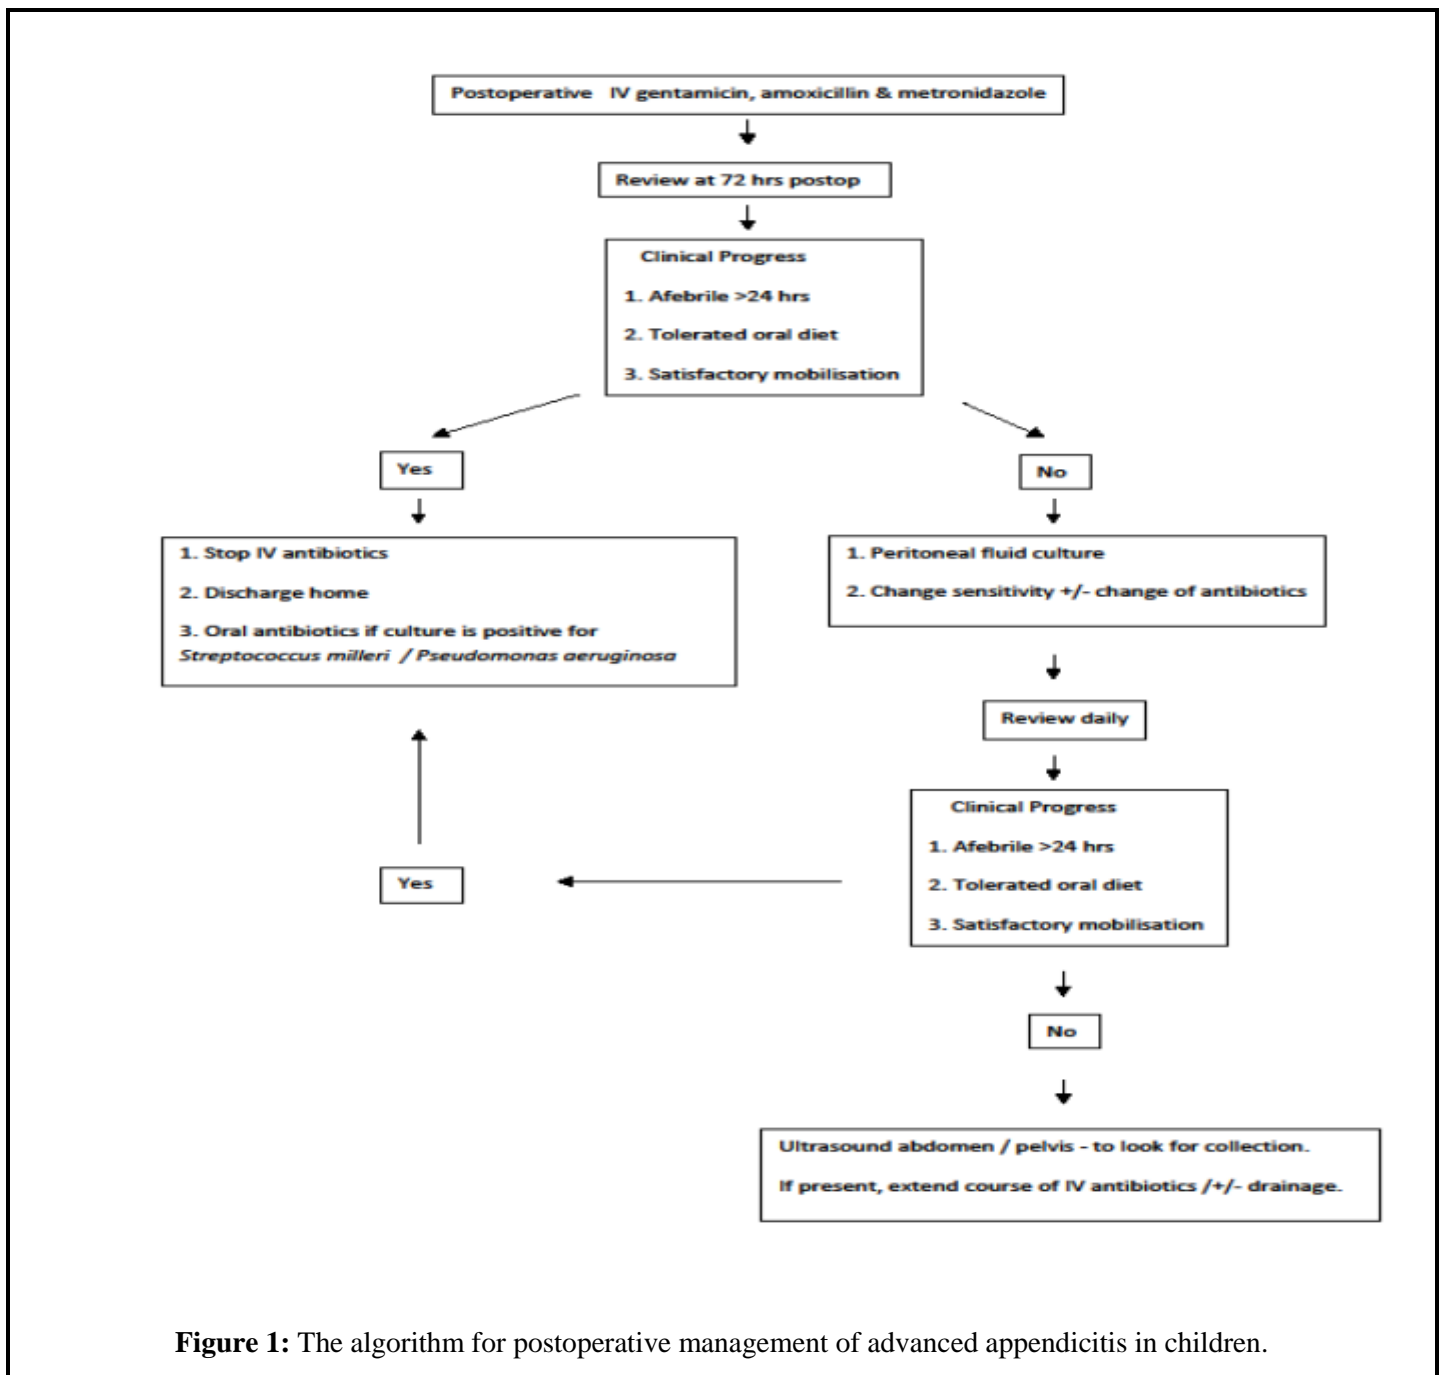 Postoperative IV gentamicin, amoxicillin & metronidazole
Review at 72 hrs postop
Clinical Progress
1. Afebrile >24 hrs
2. Tolerated oral diet
3. Satisfactory mobilisation
Yes
No
1. Stop IV antibiotics
2. Discharge home
3. Oral antibiotics if culture is positive for
Streptococcus milleri / Pseudomonas aeruginosa
1. Peritoneal fluid culture
2. Change sensitivity +/- change of antibiotics
Review daily
Clinical Progress
1. Afebrile >24 hrs
2. Tolerated oral diet
3. Satisfactory mobilisation
Yes
No
Ultrasound abdomen / pelvis - to look for collection.
If present, extend course of IV antibiotics /+/- drainage.
Figure 1: The algorithm for postoperative management of advanced appendicitis in children.